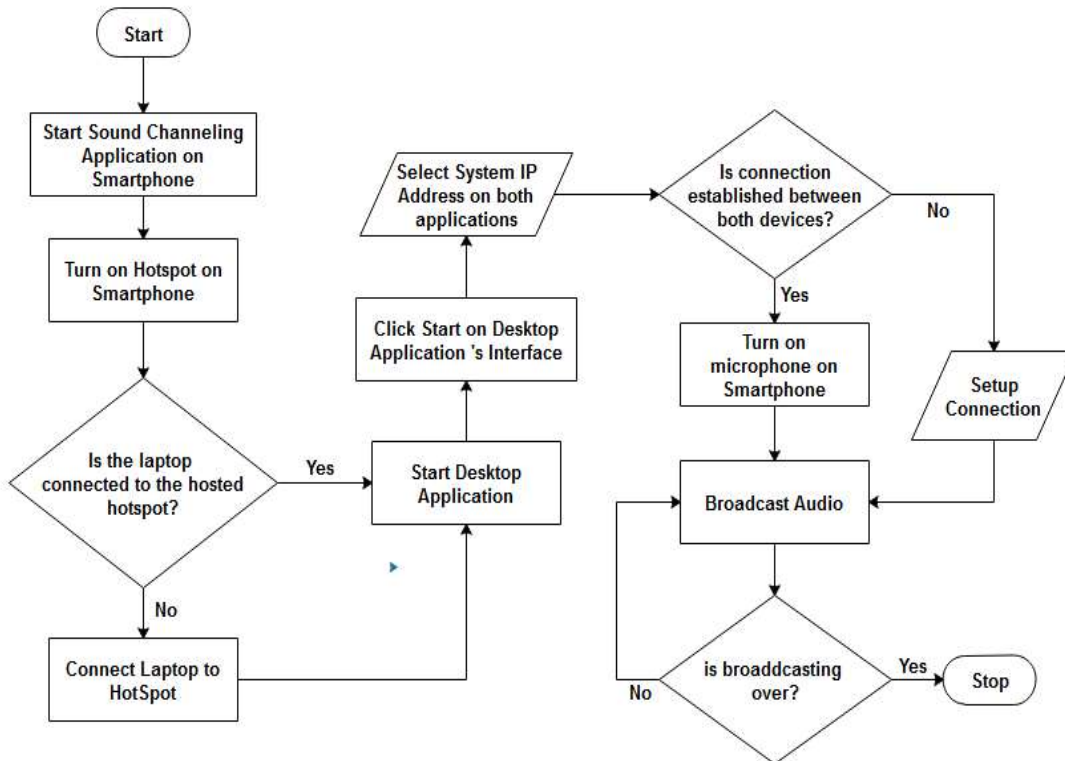 Start
Start Sound Channeling
Application on
Smartphone
Turn on Hotspot on
Smartphone
Is the laptop
connected to the hosted
hotspot?
Yes
No
Connect Laptop to
HotSpot
Start Desktop
Application
Click Start on Desktop
Application 's Interface
Select System IP
Address on both
applications
Is connection
established between
both devices?
No
Yes
Turn on
microphone on
Smartphone
Setup
Connection
Broadcast Audio
is broaddcasting
over?
No
Yes
Stop